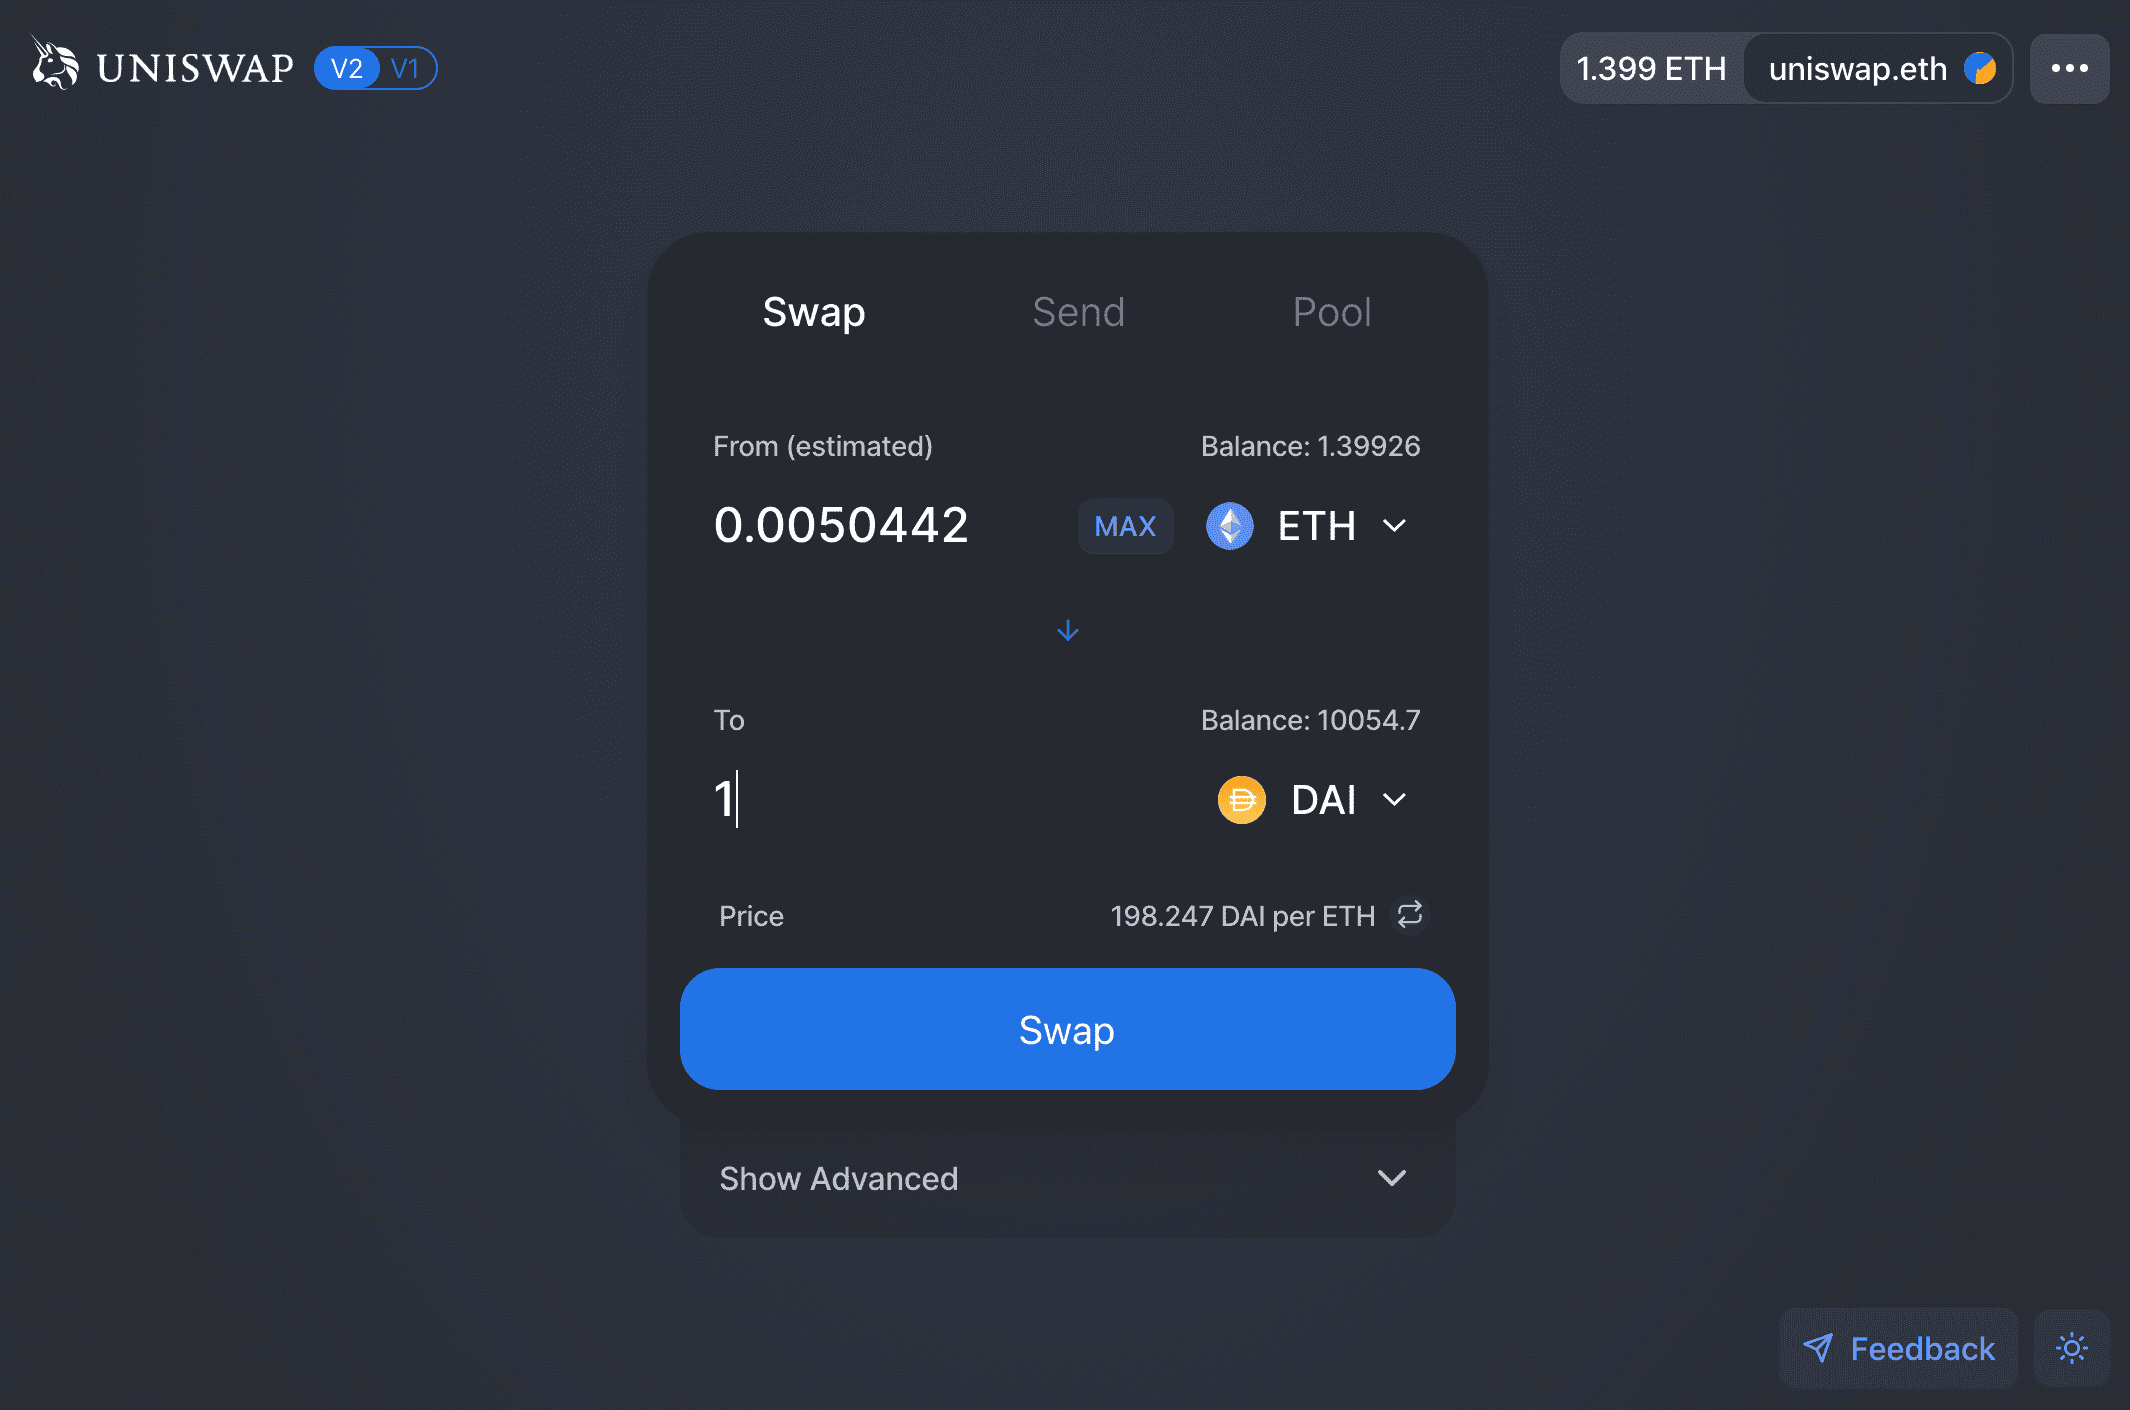 UNISWAP V2 V1 1.399 ETH uniswap.eth
Swap Send Pool
From (estimated) Balance: 1.39926
0.0050442 MAX ETH
To Balance: 10054.7
1 DAI
Price 198.247 DAI per ETH
Swap
Show Advanced
Feedback